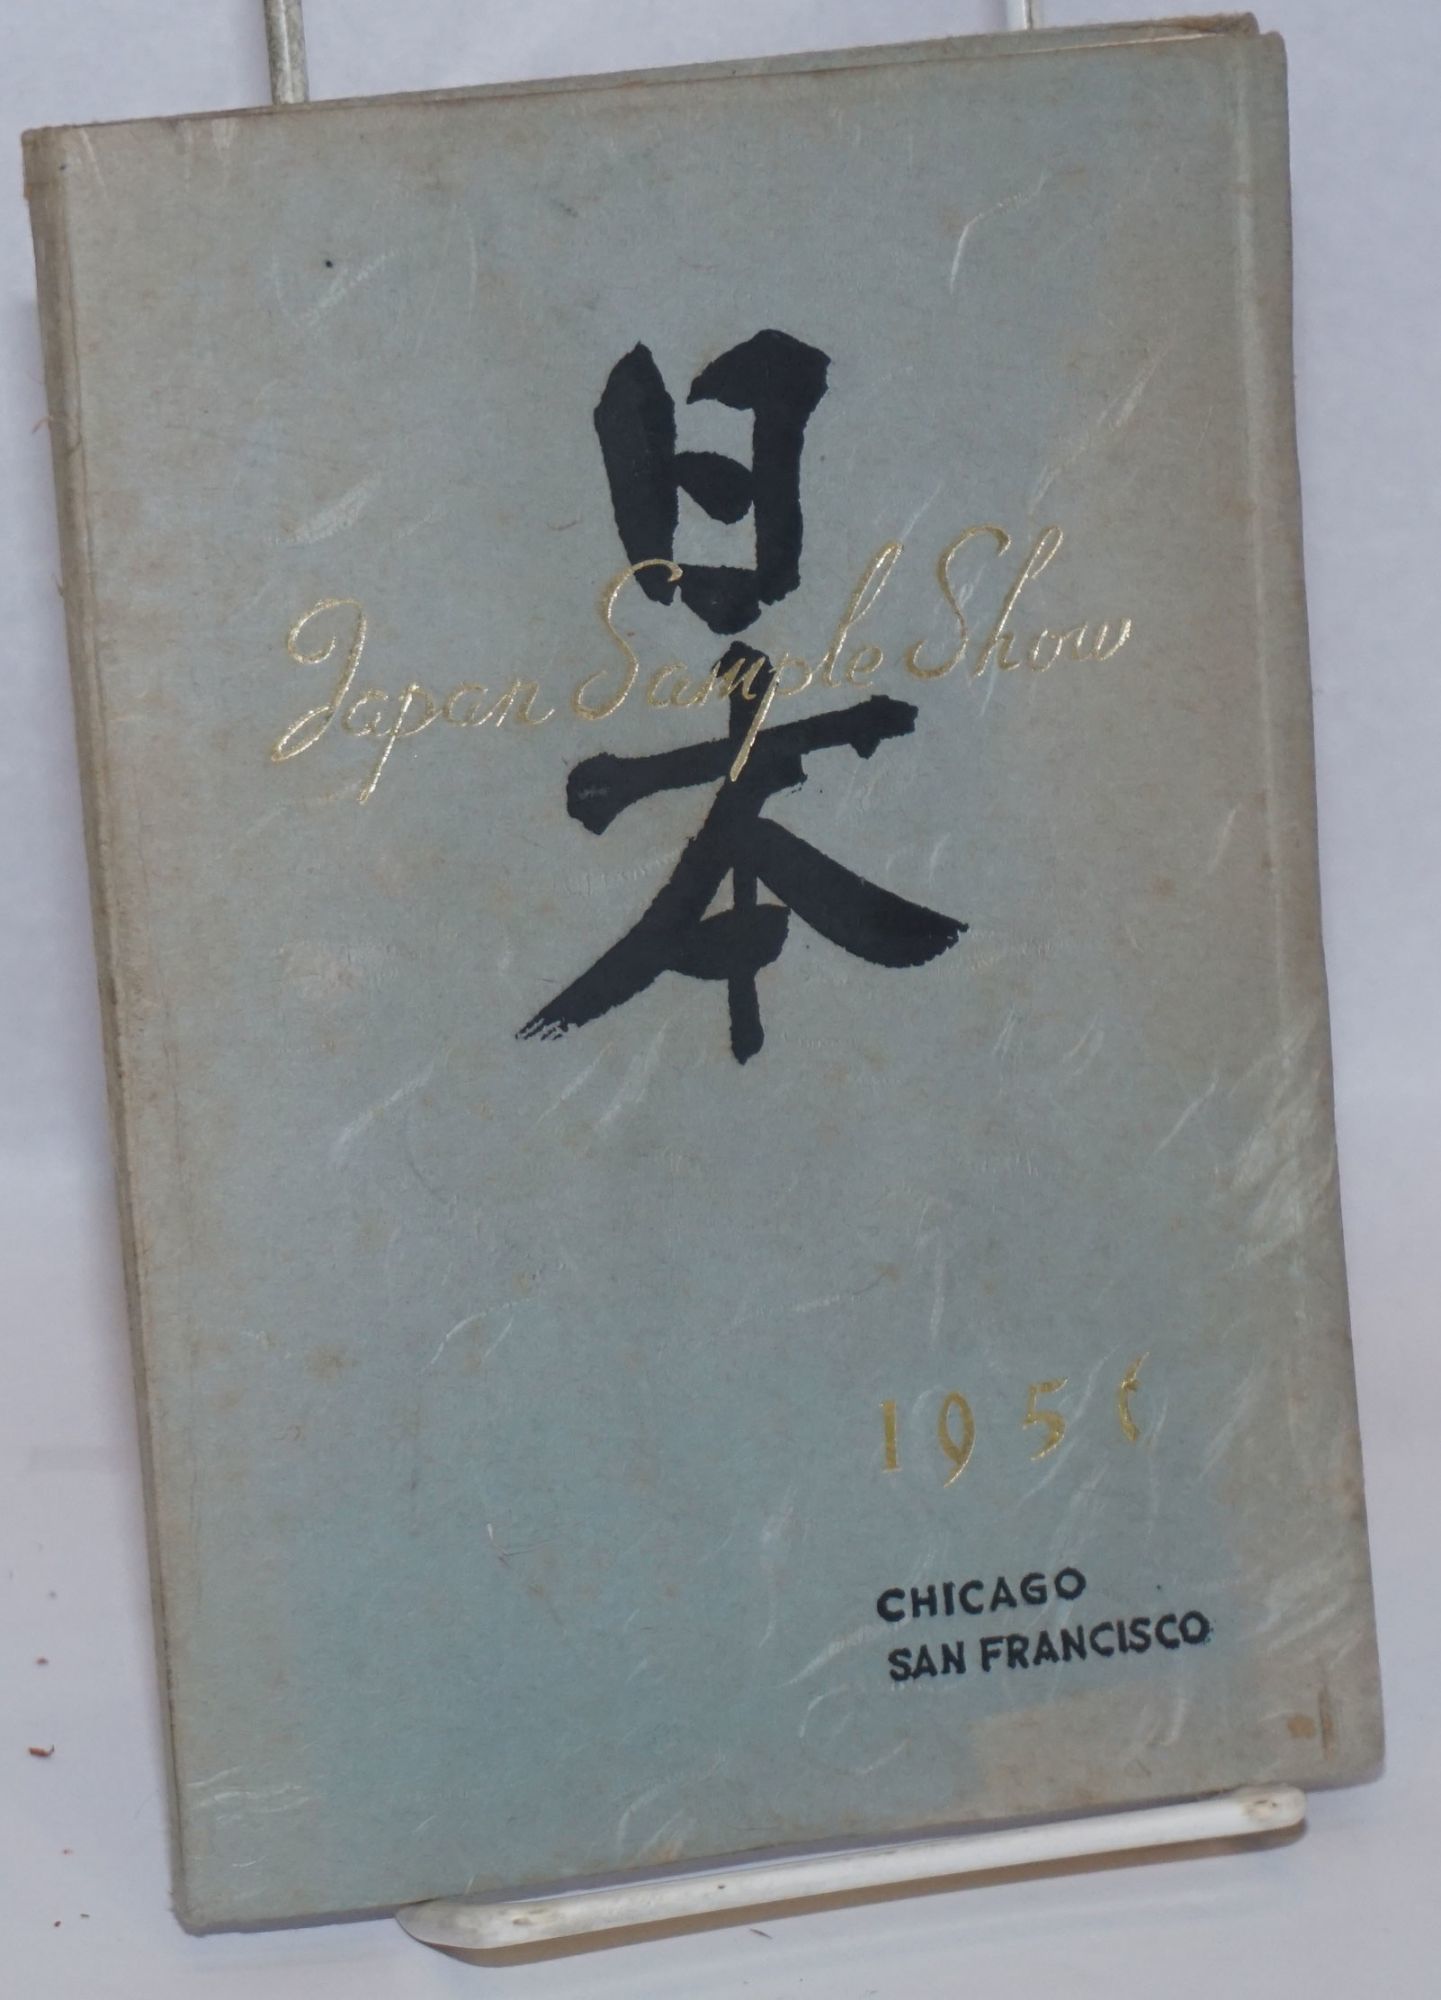 日本
Japan Sample Show
1956
CHICAGO
SAN FRANCISCO